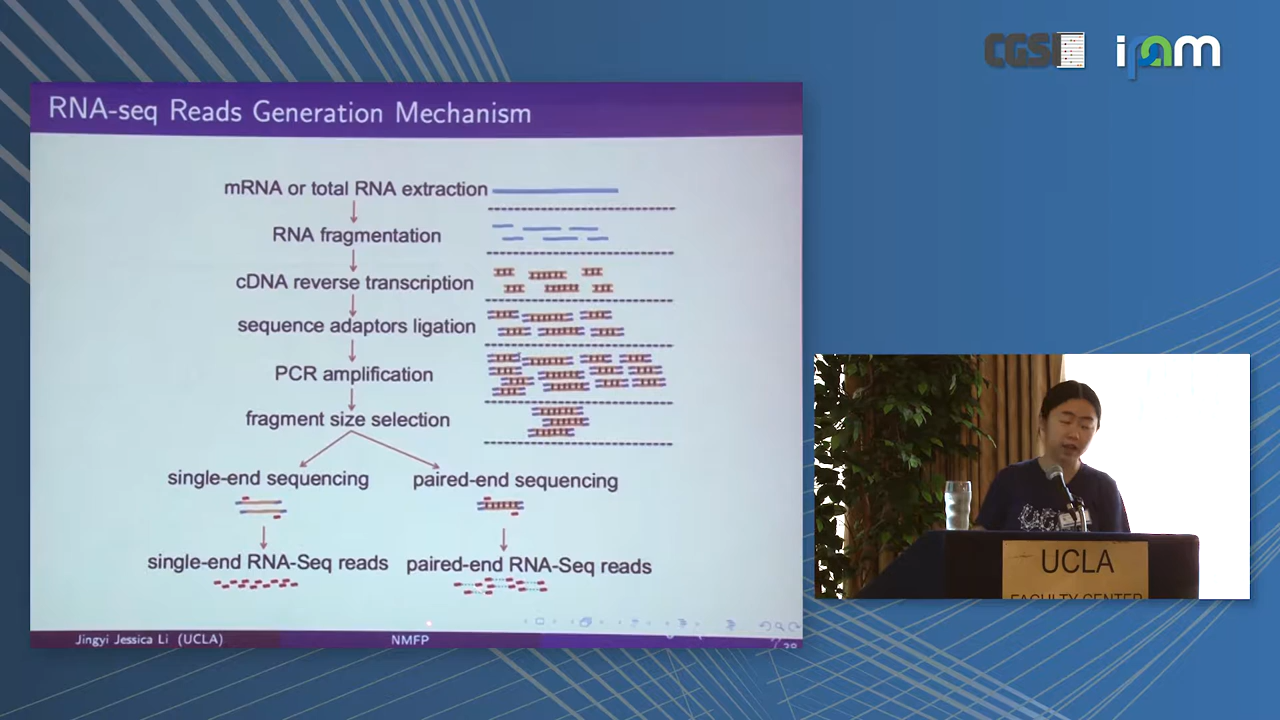 CGSI
ipam
RNA-seq Reads Generation Mechanism
mRNA or total RNA extraction
RNA fragmentation
cDNA reverse transcription
sequence adaptors ligation
PCR amplification
fragment size selection
single-end sequencing
paired-end sequencing
single-end RNA-Seq reads
paired-end RNA-Seq reads
Jingyi Jessica Li (UCLA)
NMFP
UCLA
FACULTY CENTER